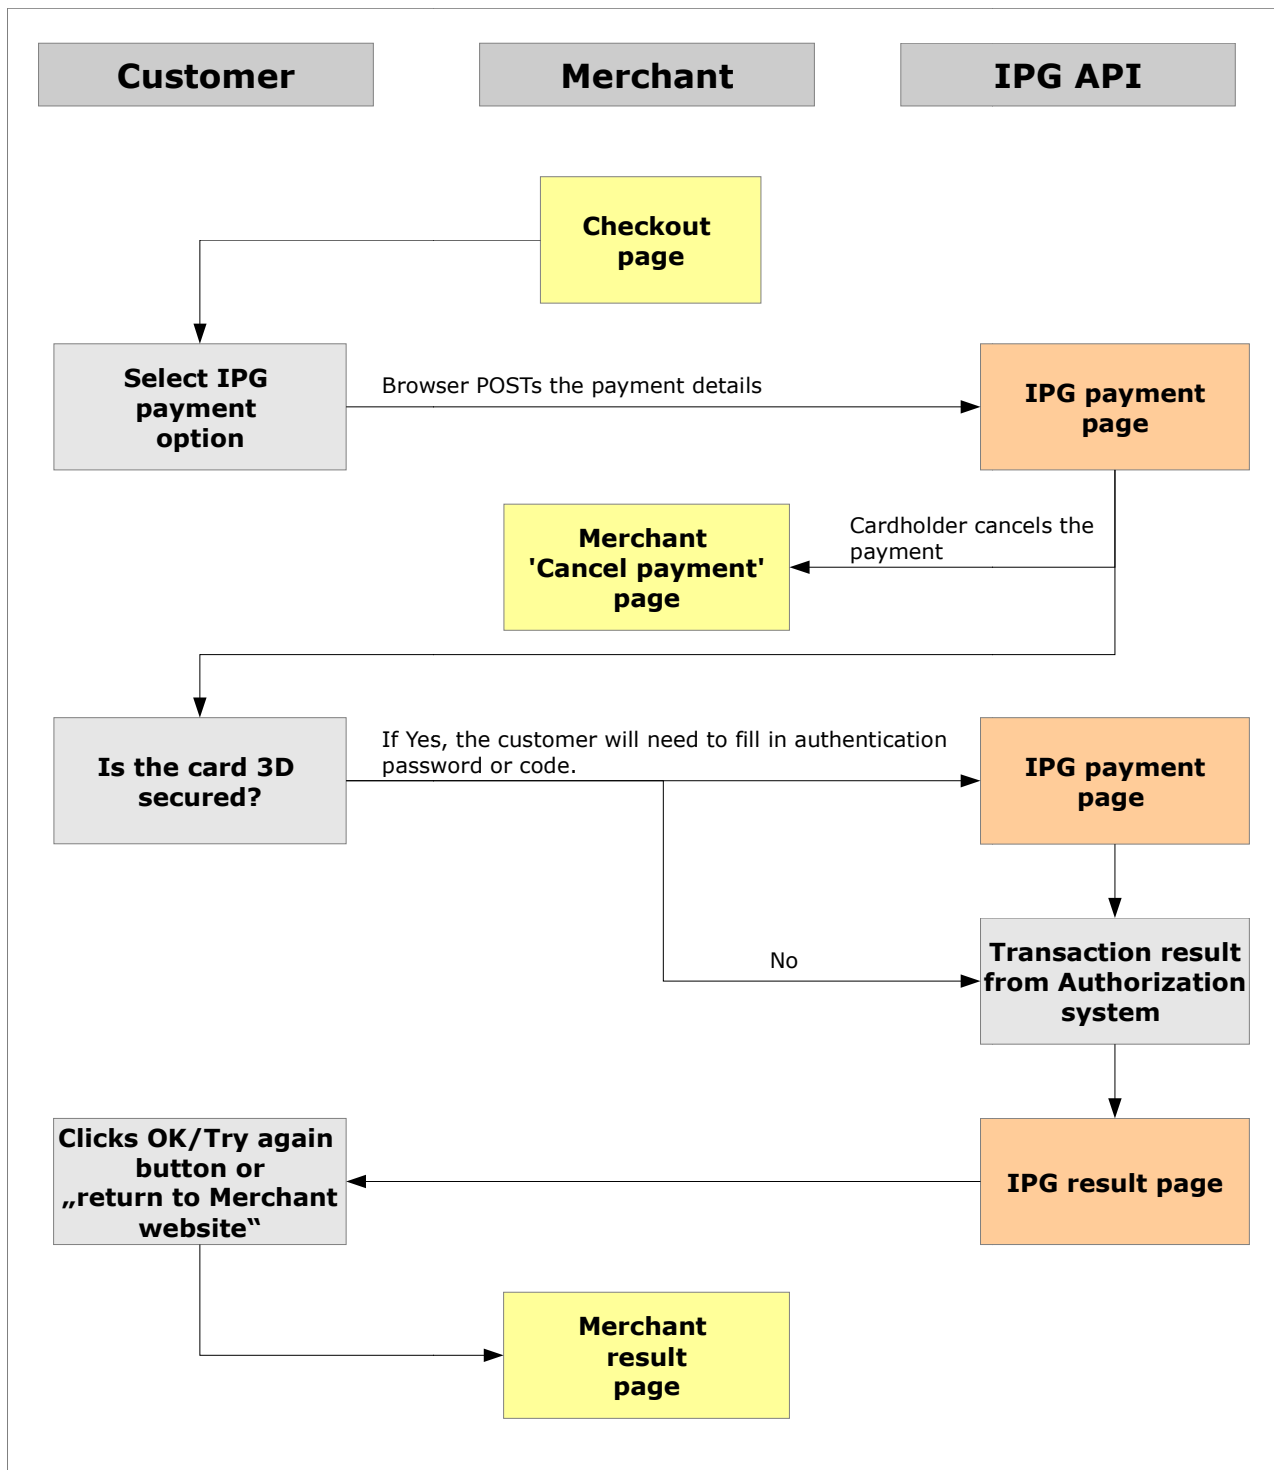 Customer
Merchant
IPG API
Checkout
page
Select IPG
payment
option
Browser POSTs the payment details
IPG payment
page
Merchant
'Cancel payment'
page
Cardholder cancels the
payment
Is the card 3D
secured?
If Yes, the customer will need to fill in authentication
password or code.
IPG payment
page
No
Transaction result
from Authorization
system
Clicks OK/Try again
button or
„return to Merchant
website“
IPG result page
Merchant
result
page